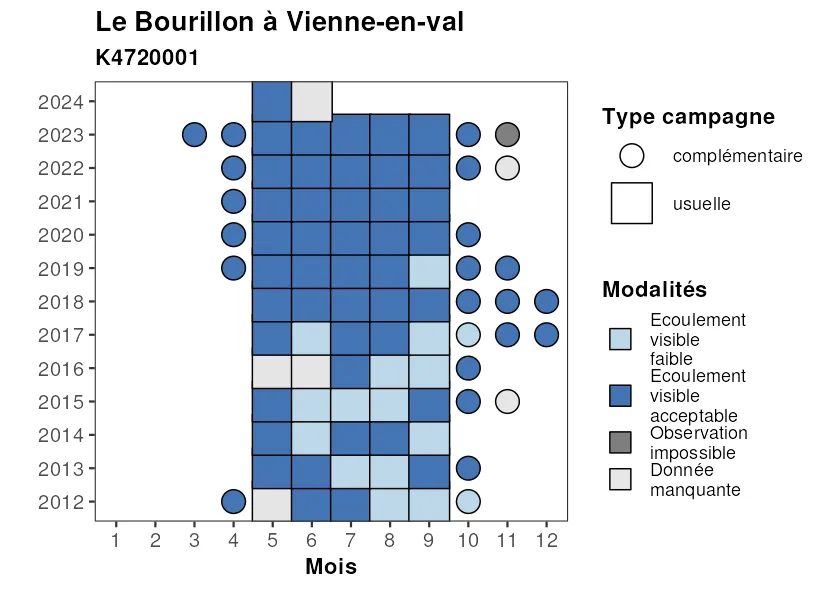 Le Bourillon à Vienne-en-val
K4720001
2024
2023
2022
2021
2020
2019
2018
2017
2016
2015
2014
2013
2012
1 2 3 4 5 6 7 8 9 10 11 12
Mois
Type campagne
complémentaire
usuelle
Modalités
Ecoulement
visible
faible
Ecoulement
visible
acceptable
Observation
impossible
Donnée
manquante